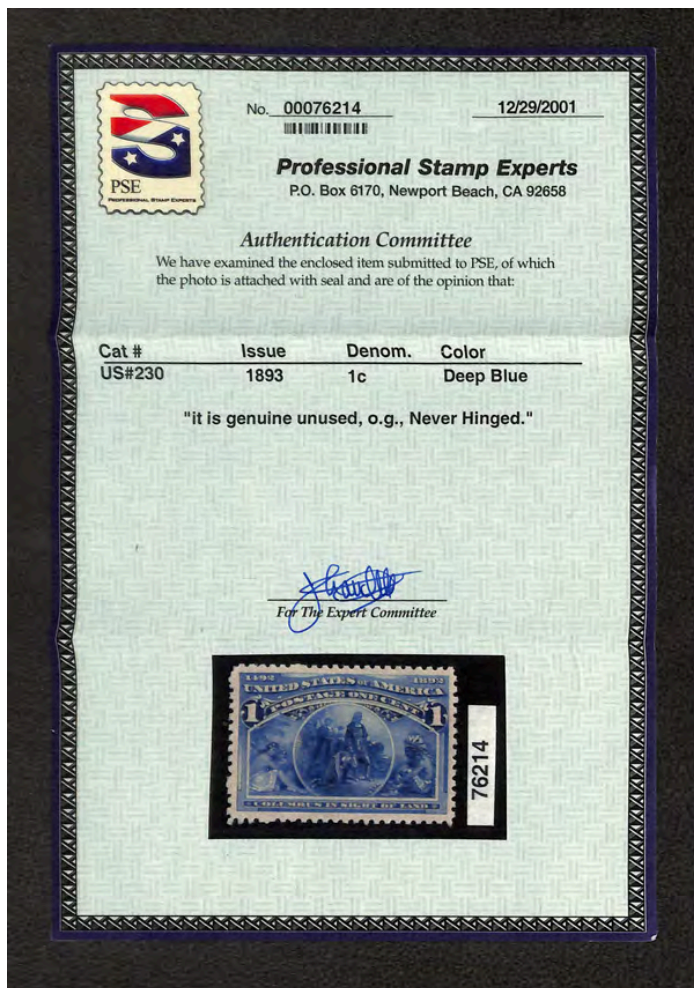 PSE
PROFESSIONAL STAMP EXPERTS
No. 00076214
12/29/2001
Professional Stamp Experts
P.O. Box 6170, Newport Beach, CA 92658
Authentication Committee
We have examined the enclosed item submitted to PSE, of which
the photo is attached with seal and are of the opinion that:
Cat # Issue Denom. Color
US#230 1893 1c Deep Blue
"it is genuine unused, o.g., Never Hinged."
For The Expert Committee
1492 1892
UNITED STATES OF AMERICA
POSTAGE ONE CENT
1 1
COLUMBUS IN SIGHT OF LAND
76214